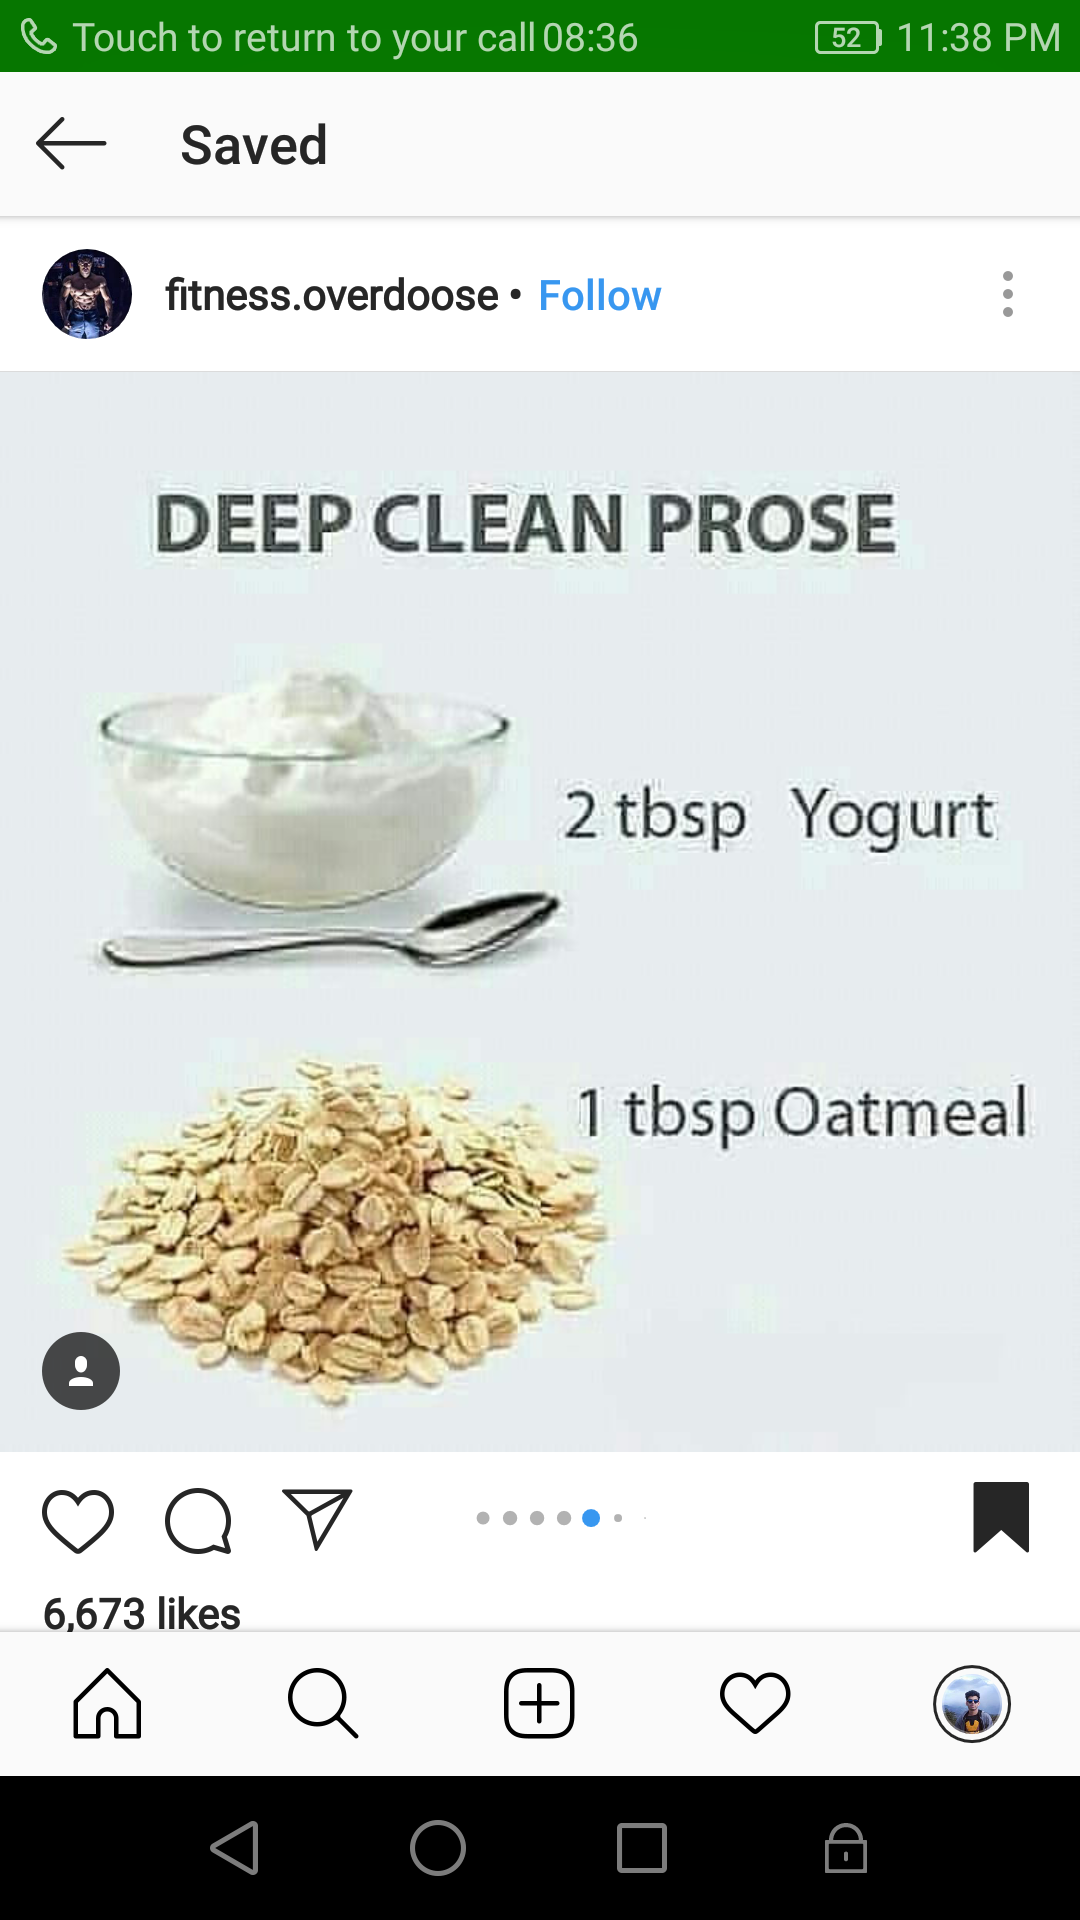 Touch to return to your call 08:36 52 11:38 PM
Saved
fitness.overdoose • Follow
DEEP CLEAN PROSE
2 tbsp Yogurt
1 tbsp Oatmeal
6,673 likes